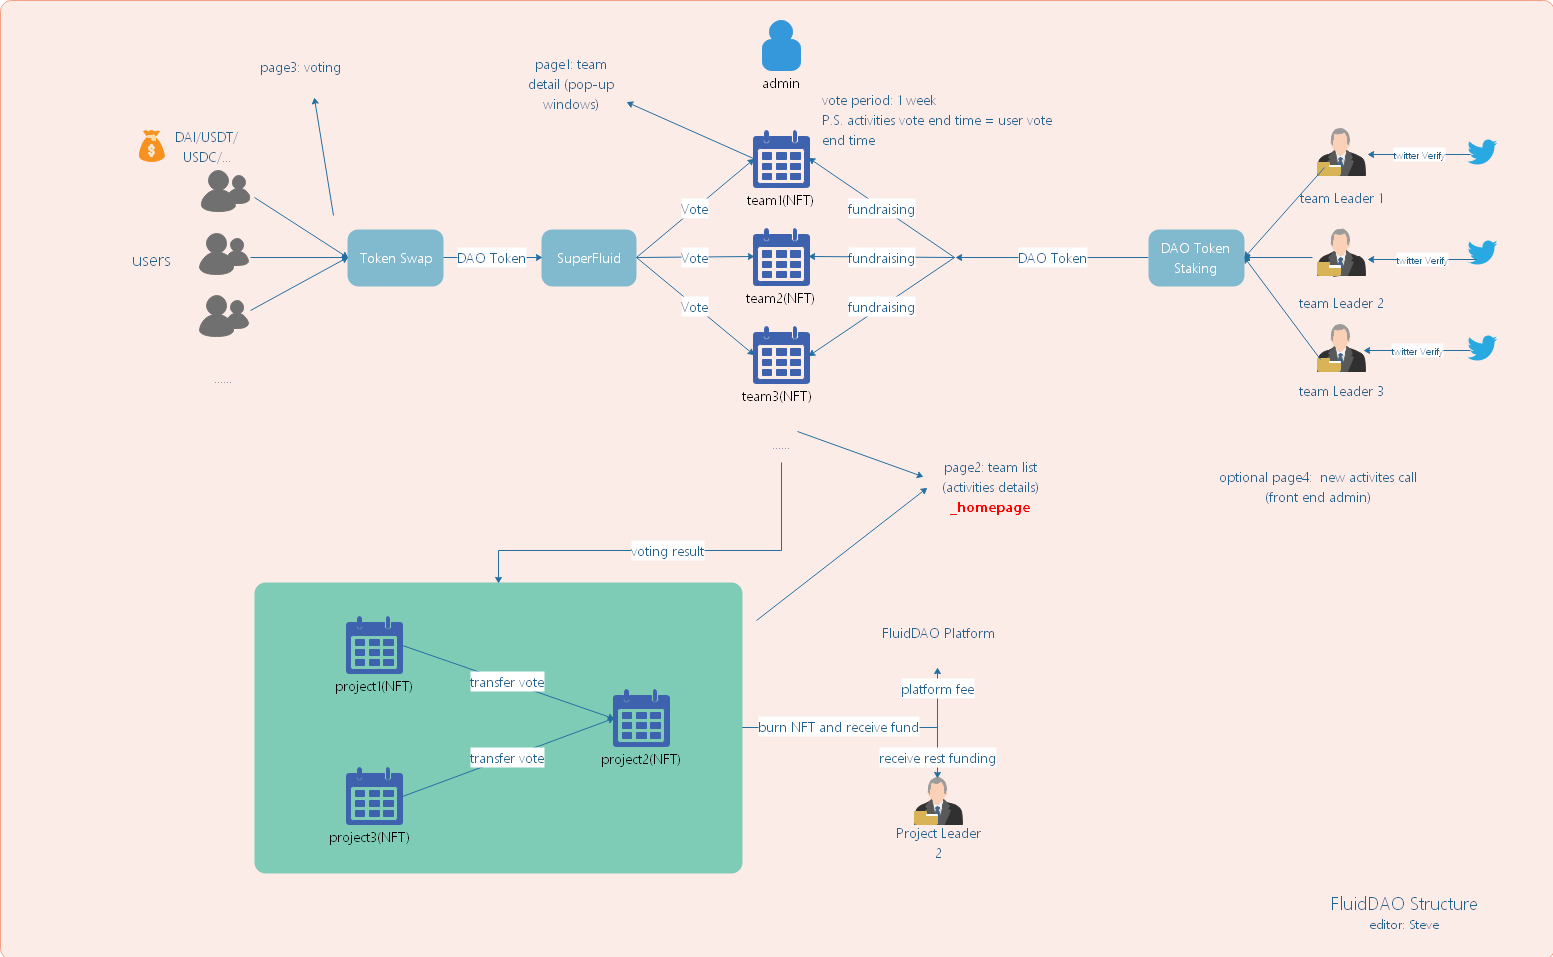 page3: voting
page1: team
detail (pop-up
windows)
admin
vote period: 1 week
P.S. activities vote end time = user vote
end time
DAI/USDT/
USDC/...
users
......
Token Swap
DAO Token
SuperFluid
Vote
Vote
Vote
team1(NFT)
team2(NFT)
team3(NFT)
......
fundraising
fundraising
fundraising
DAO Token
DAO Token
Staking
twitter Verify
team Leader 1
twitter Verify
team Leader 2
twitter Verify
team Leader 3
page2: team list
(activities details)
_homepage
optional page4:  new activites call
(front end admin)
voting result
project1(NFT)
transfer vote
project2(NFT)
transfer vote
project3(NFT)
FluidDAO Platform
platform fee
burn NFT and receive fund
receive rest funding
Project Leader
2
FluidDAO Structure
editor: Steve